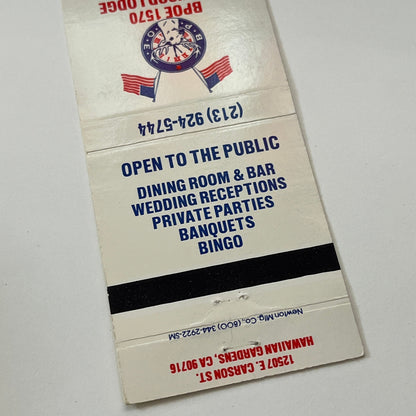 BPOE 1570
LODGE
B.P.O.E.
(213) 924-5744
OPEN TO THE PUBLIC
DINING ROOM & BAR
WEDDING RECEPTIONS
PRIVATE PARTIES
BANQUETS
BINGO
Newton Mfg. Co., (800) 344-2922-SM
12507 E. CARSON ST.
HAWAIIAN GARDENS, CA 90716